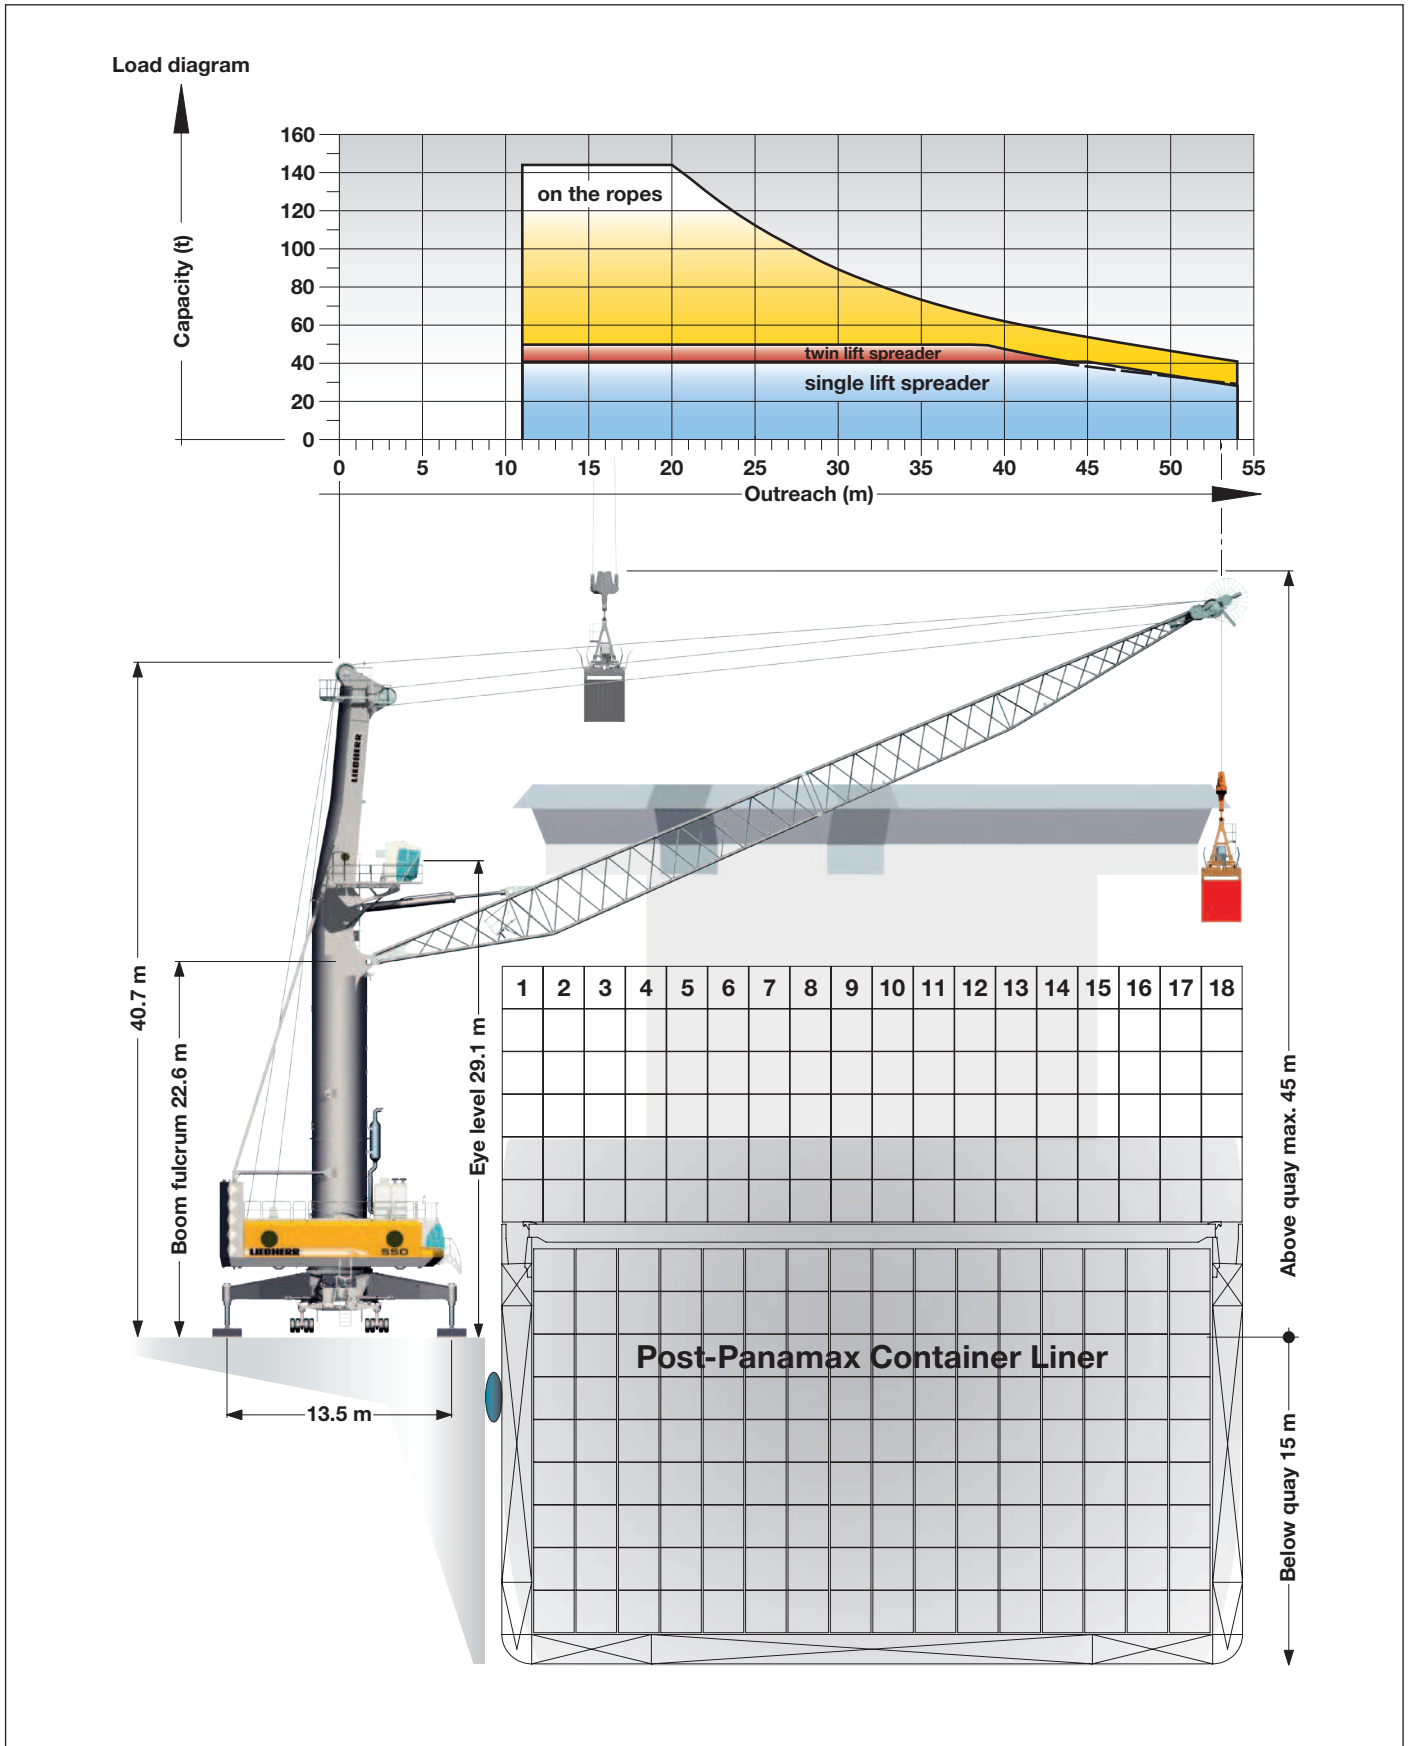 Load diagram
Capacity (t)
160
140
120
100
80
60
40
20
0
on the ropes
twin lift spreader
single lift spreader
0 5 10 15 20 25 30 35 40 45 50 55
Outreach (m)
LIEBHERR
40.7 m
Boom fulcrum 22.6 m
Eye level 29.1 m
Above quay max. 45 m
1 2 3 4 5 6 7 8 9 10 11 12 13 14 15 16 17 18
LIEBHERR 550
Post-Panamax Container Liner
13.5 m
Below quay 15 m